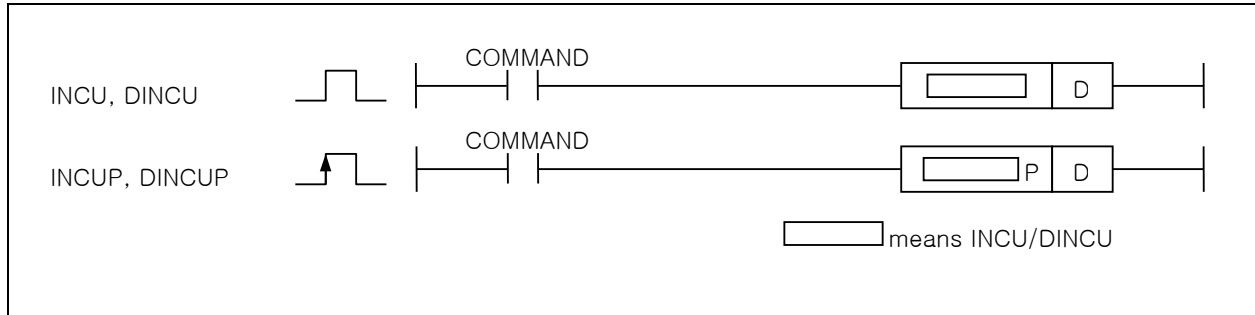 COMMAND
INCU, DINCU
D
COMMAND
INCUP, DINCUP
P D
means INCU/DINCU